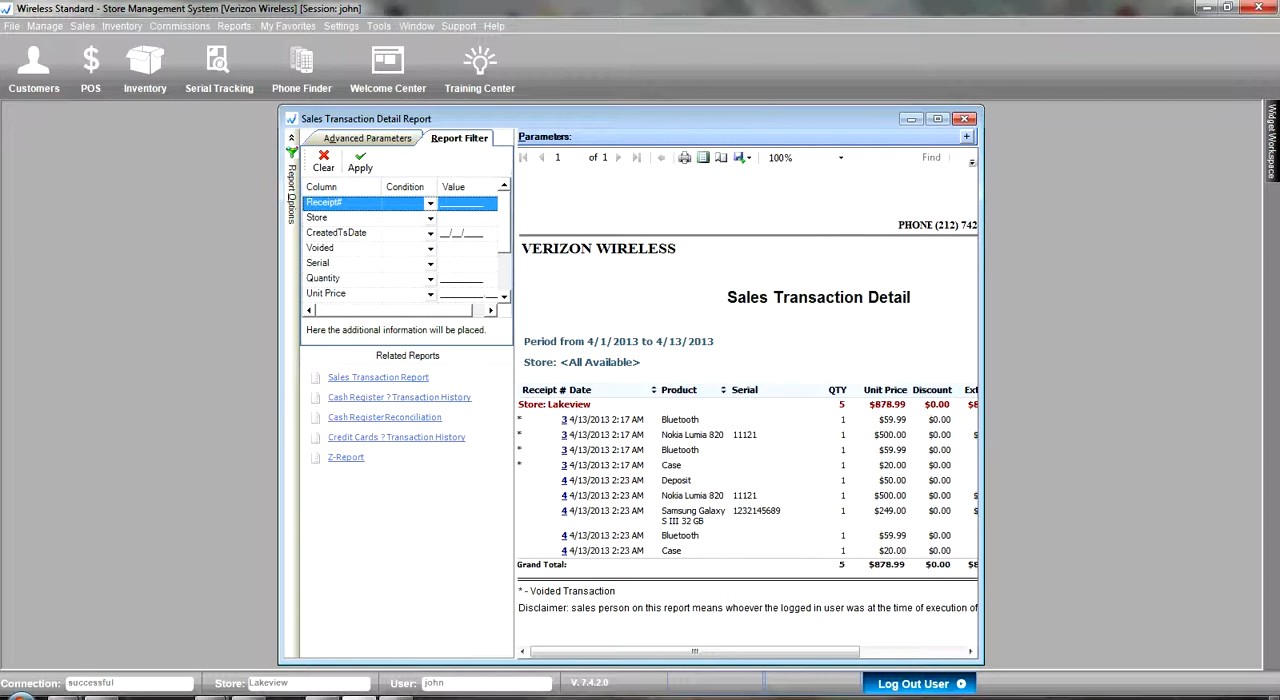 Wireless Standard - Store Management System [Verizon Wireless] [Session: john]
File Manage Sales Inventory Commissions Reports My Favorites Settings Tools Window Support Help
Customers POS Inventory Serial Tracking Phone Finder Welcome Center Training Center
Sales Transaction Detail Report
Advanced Parameters Report Filter
Parameters:
Clear Apply
1 of 1 100% Find
Column Condition Value
Receipt#
Store
CreatedTsDate __/__/____
Voided
Serial
Quantity
Unit Price
Here the additional information will be placed.
Report Options
Related Reports
Sales Transaction Report
Cash Register ? Transaction History
Cash Register Reconciliation
Credit Cards ? Transaction History
Z-Report
PHONE (212) 742
VERIZON WIRELESS
Sales Transaction Detail
Period from 4/1/2013 to 4/13/2013
Store: <All Available>
Receipt # Date Product Serial QTY Unit Price Discount Ext
Store: Lakeview 5 $878.99 $0.00 $8
* 3 4/13/2013 2:17 AM Bluetooth 1 $59.99 $0.00
* 3 4/13/2013 2:17 AM Nokia Lumia 820 11121 1 $500.00 $0.00
* 3 4/13/2013 2:17 AM Bluetooth 1 $59.99 $0.00
* 3 4/13/2013 2:17 AM Case 1 $20.00 $0.00
4 4/13/2013 2:23 AM Deposit 1 $50.00 $0.00
4 4/13/2013 2:23 AM Nokia Lumia 820 11121 1 $500.00 $0.00
4 4/13/2013 2:23 AM Samsung Galaxy 1232145689 1 $249.00 $0.00
S III 32 GB
4 4/13/2013 2:23 AM Bluetooth 1 $59.99 $0.00
4 4/13/2013 2:23 AM Case 1 $20.00 $0.00
Grand Total: 5 $878.99 $0.00 $8
* - Voided Transaction
Disclaimer: sales person on this report means whoever the logged in user was at the time of execution of
Widget Workspace
Connection: successful Store: Lakeview User: john V. 7.4.2.0 Log Out User